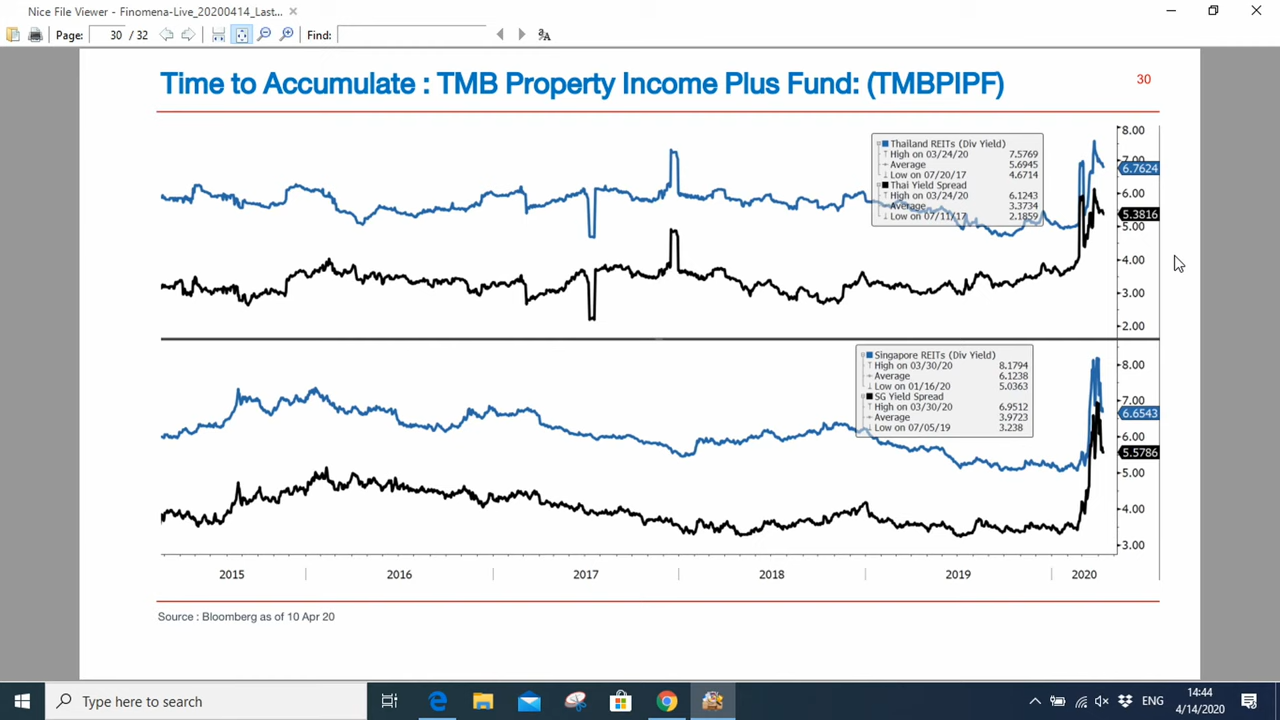 Nice File Viewer - Finomena-Live_20200414_Last...
Page: 30 / 32 Find:
Time to Accumulate : TMB Property Income Plus Fund: (TMBPIPF)
30
Thailand REITs (Div Yield)
High on 03/24/20 7.5769
Average 5.6945
Low on 07/20/17 4.6714
Thai Yield Spread
High on 03/24/20 6.1243
Average 3.3734
Low on 07/11/17 2.1859
8.00
7.00
6.7624
6.00
5.3816
5.00
4.00
3.00
2.00
Singapore REITs (Div Yield)
High on 03/30/20 8.1794
Average 6.1238
Low on 01/16/20 5.0363
SG Yield Spread
High on 03/30/20 6.9512
Average 3.9723
Low on 07/05/19 3.238
8.00
7.00
6.6543
6.00
5.5786
5.00
4.00
3.00
2015 2016 2017 2018 2019 2020
Source : Bloomberg as of 10 Apr 20
Type here to search
ENG
14:44
4/14/2020